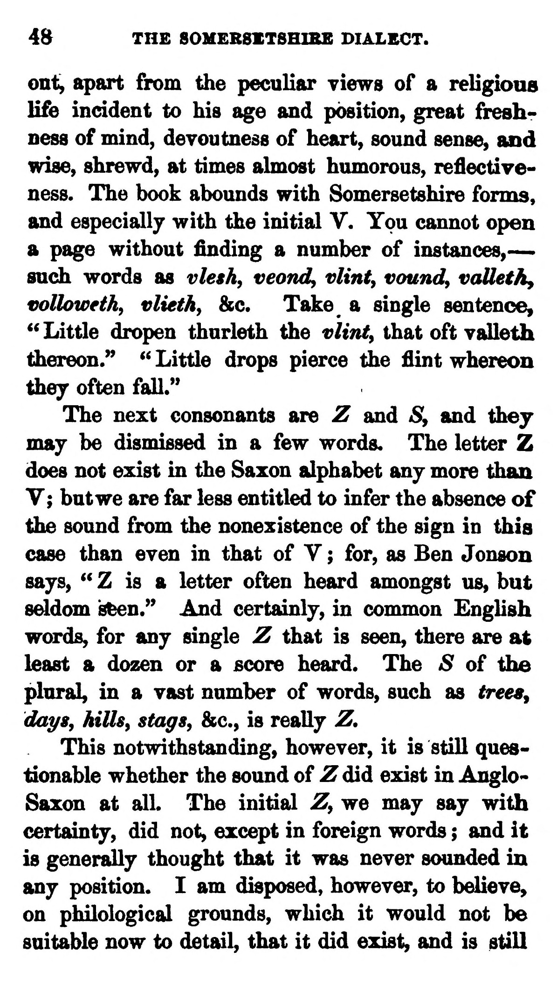 48 THE SOMERSETSHIRE DIALECT.
out, apart from the peculiar views of a religious
life incident to his age and position, great fresh-
ness of mind, devoutness of heart, sound sense, and
wise, shrewd, at times almost humorous, reflective-
ness. The book abounds with Somersetshire forms,
and especially with the initial V. You cannot open
a page without finding a number of instances,—
such words as vlesh, veond, vlint, vound, valleth,
volloweth, vlieth, &c. Take a single sentence,
“Little dropen thurleth the vlint, that oft valleth
thereon.” “Little drops pierce the flint whereon
they often fall.”
The next consonants are Z and S, and they
may be dismissed in a few words. The letter Z
does not exist in the Saxon alphabet any more than
V; but we are far less entitled to infer the absence of
the sound from the nonexistence of the sign in this
case than even in that of V; for, as Ben Jonson
says, “Z is a letter often heard amongst us, but
seldom seen.” And certainly, in common English
words, for any single Z that is seen, there are at
least a dozen or a score heard. The S of the
plural, in a vast number of words, such as trees,
days, hills, stags, &c., is really Z.
This notwithstanding, however, it is still ques-
tionable whether the sound of Z did exist in Anglo-
Saxon at all. The initial Z, we may say with
certainty, did not, except in foreign words; and it
is generally thought that it was never sounded in
any position. I am disposed, however, to believe,
on philological grounds, which it would not be
suitable now to detail, that it did exist, and is still